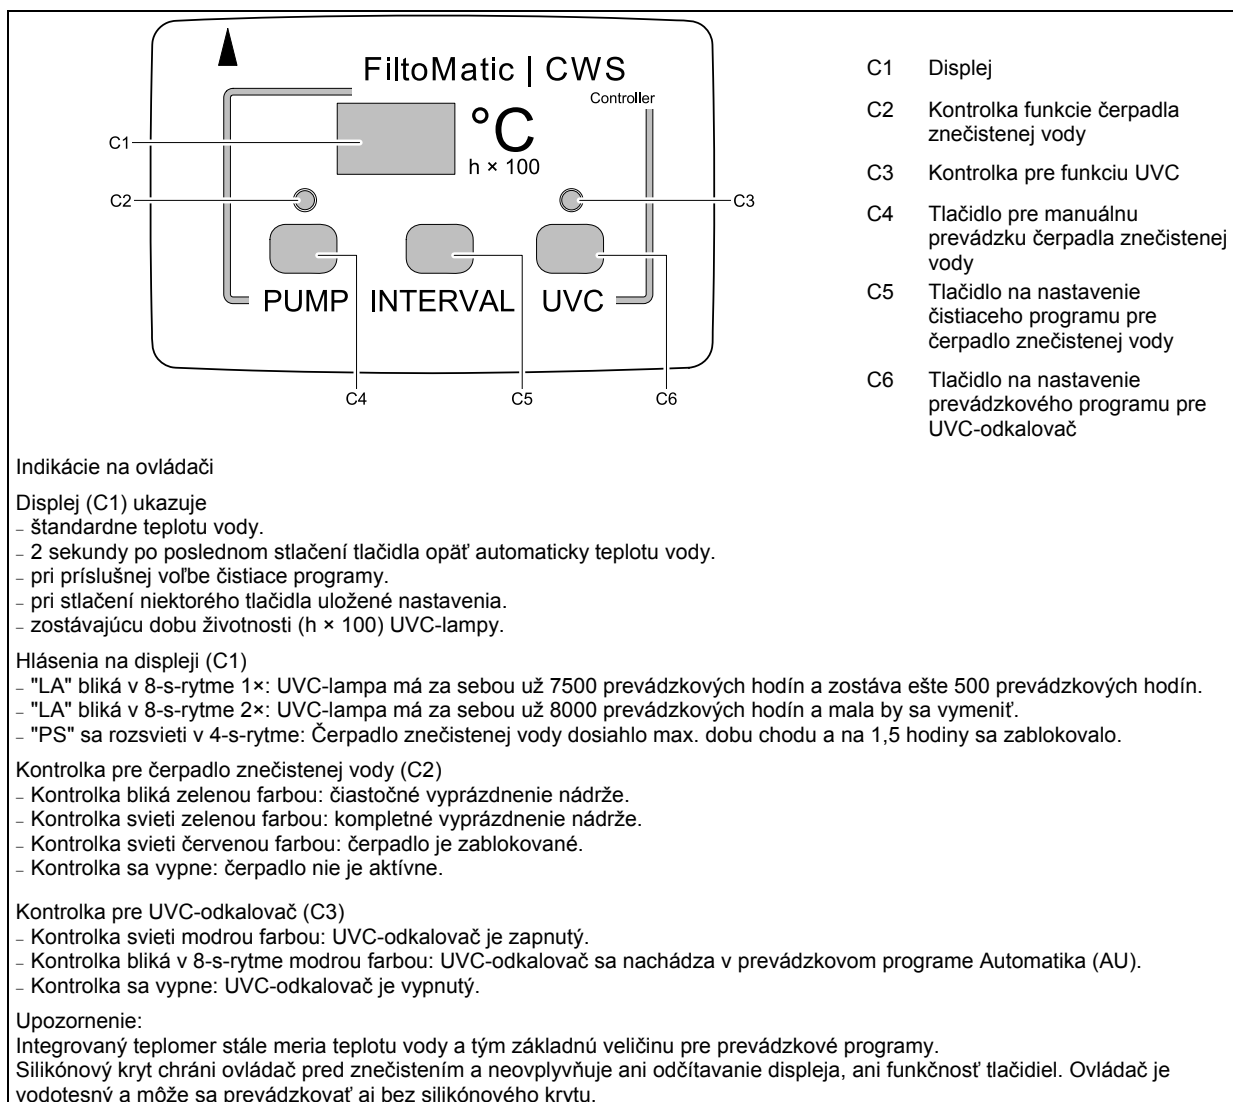 FiltoMatic | CWS
Controller
°C
h × 100
C1
C2
C3
PUMP INTERVAL UVC
C4 C5 C6
C1 Displej
C2 Kontrolka funkcie čerpadla
znečistenej vody
C3 Kontrolka pre funkciu UVC
C4 Tlačidlo pre manuálnu
prevádzku čerpadla znečistenej
vody
C5 Tlačidlo na nastavenie
čistiaceho programu pre
čerpadlo znečistenej vody
C6 Tlačidlo na nastavenie
prevádzkového programu pre
UVC-odkalovač
Indikácie na ovládači
Displej (C1) ukazuje
– štandardne teplotu vody.
– 2 sekundy po poslednom stlačení tlačidla opäť automaticky teplotu vody.
– pri príslušnej voľbe čistiace programy.
– pri stlačení niektorého tlačidla uložené nastavenia.
– zostávajúcu dobu životnosti (h × 100) UVC-lampy.
Hlásenia na displeji (C1)
– "LA" bliká v 8-s-rytme 1×: UVC-lampa má za sebou už 7500 prevádzkových hodín a zostáva ešte 500 prevádzkových hodín.
– "LA" bliká v 8-s-rytme 2×: UVC-lampa má za sebou už 8000 prevádzkových hodín a mala by sa vymeniť.
– "PS" sa rozsvieti v 4-s-rytme: Čerpadlo znečistenej vody dosiahlo max. dobu chodu a na 1,5 hodiny sa zablokovalo.
Kontrolka pre čerpadlo znečistenej vody (C2)
– Kontrolka bliká zelenou farbou: čiastočné vyprázdnenie nádrže.
– Kontrolka svieti zelenou farbou: kompletné vyprázdnenie nádrže.
– Kontrolka svieti červenou farbou: čerpadlo je zablokované.
– Kontrolka sa vypne: čerpadlo nie je aktívne.
Kontrolka pre UVC-odkalovač (C3)
– Kontrolka svieti modrou farbou: UVC-odkalovač je zapnutý.
– Kontrolka bliká v 8-s-rytme modrou farbou: UVC-odkalovač sa nachádza v prevádzkovom programe Automatika (AU).
– Kontrolka sa vypne: UVC-odkalovač je vypnutý.
Upozornenie:
Integrovaný teplomer stále meria teplotu vody a tým základnú veličinu pre prevádzkové programy.
Silikónový kryt chráni ovládač pred znečistením a neovplyvňuje ani odčítavanie displeja, ani funkčnosť tlačidiel. Ovládač je
vodotesný a môže sa prevádzkovať aj bez silikónového krytu.